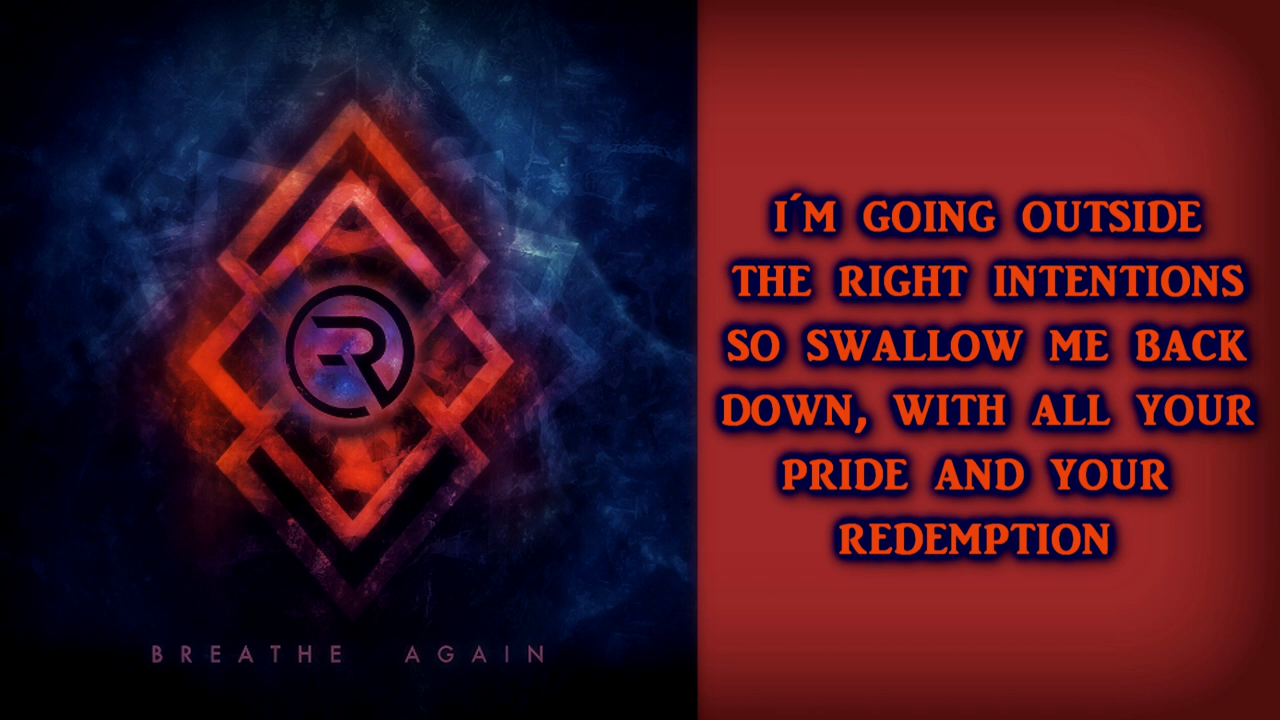 BREATHE AGAIN
I´M GOING OUTSIDE
THE RIGHT INTENTIONS
SO SWALLOW ME BACK
DOWN, WITH ALL YOUR
PRIDE AND YOUR
REDEMPTION